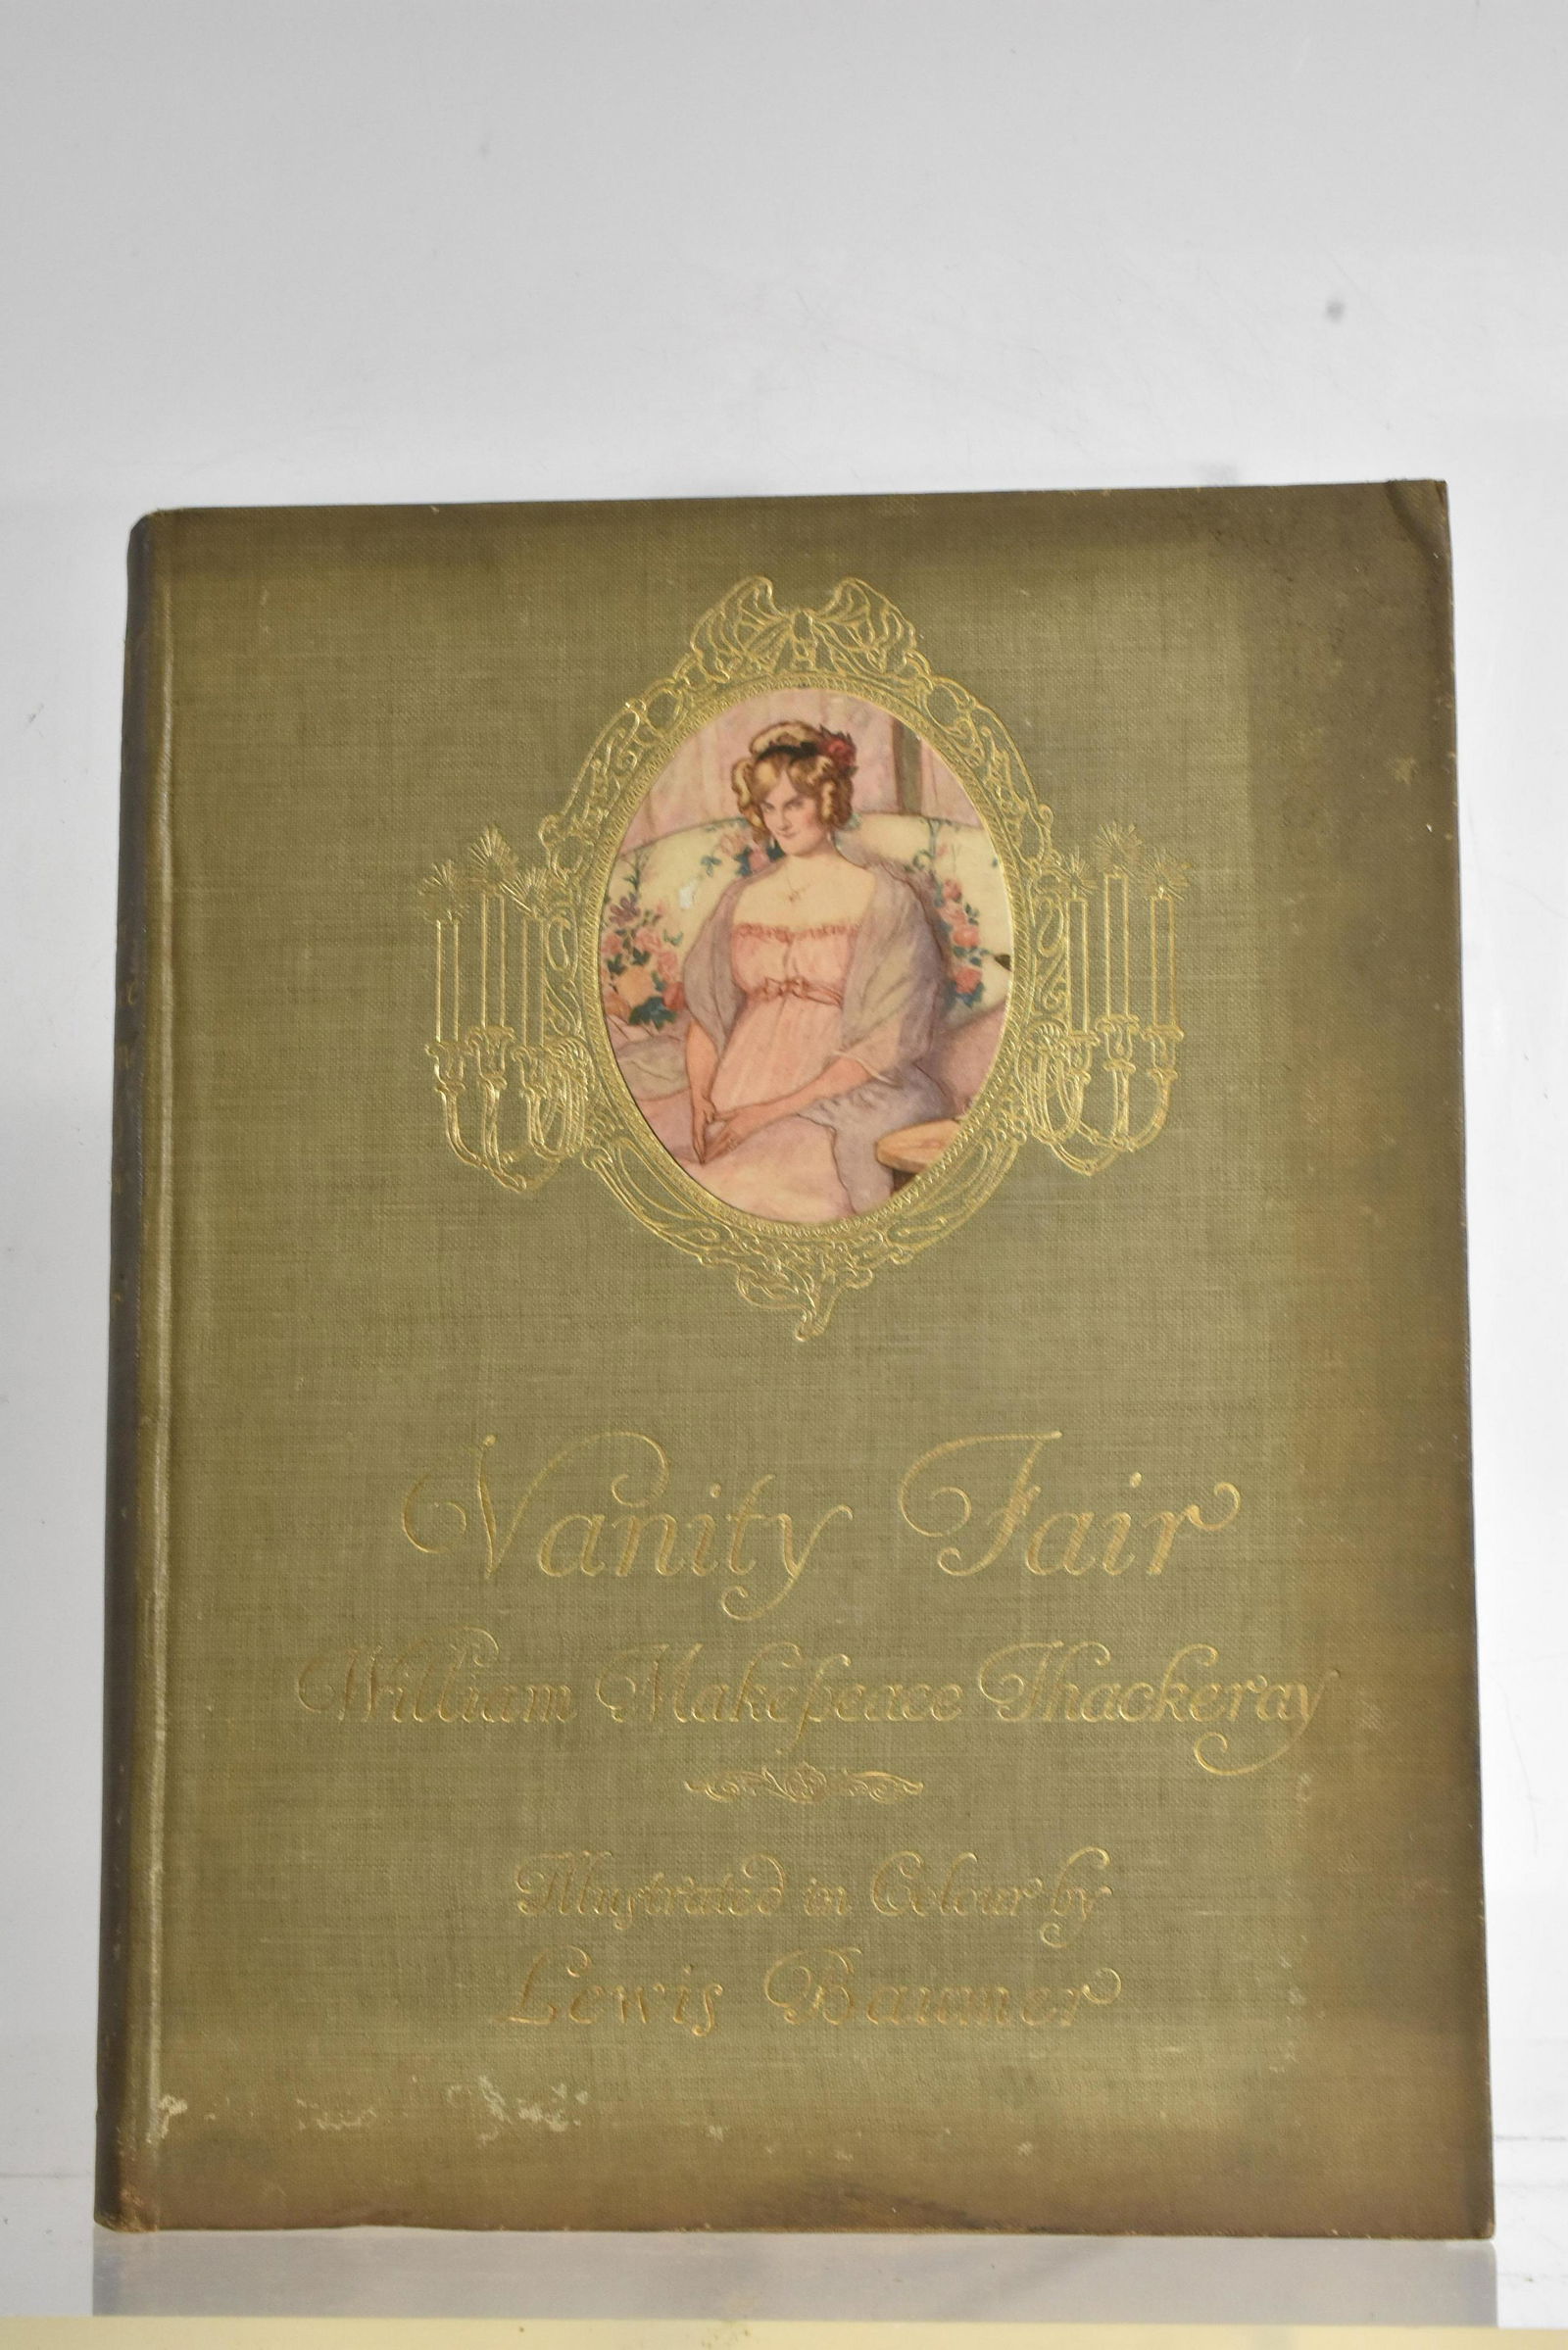 Vanity Fair
William Makepeace Thackeray
Illustrated in Colour by
Lewis Baumer